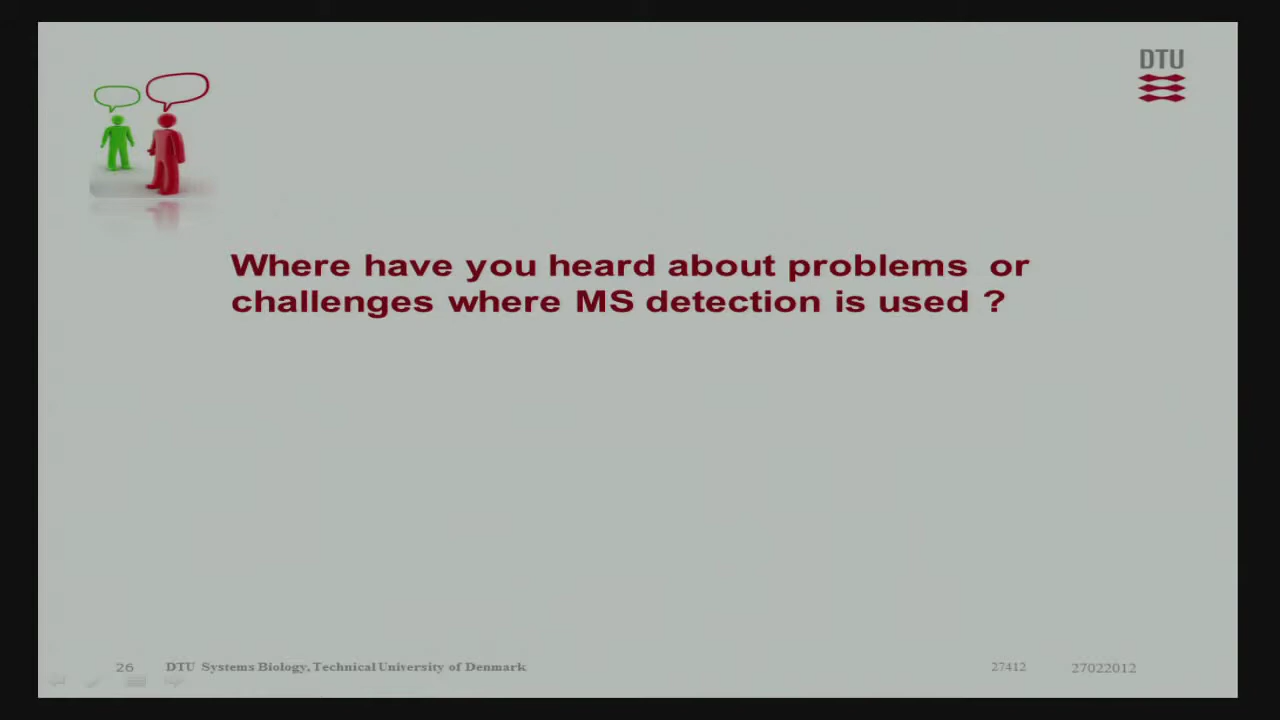 DTU
Where have you heard about problems or
challenges where MS detection is used ?
26 DTU Systems Biology, Technical University of Denmark 27412 27022012